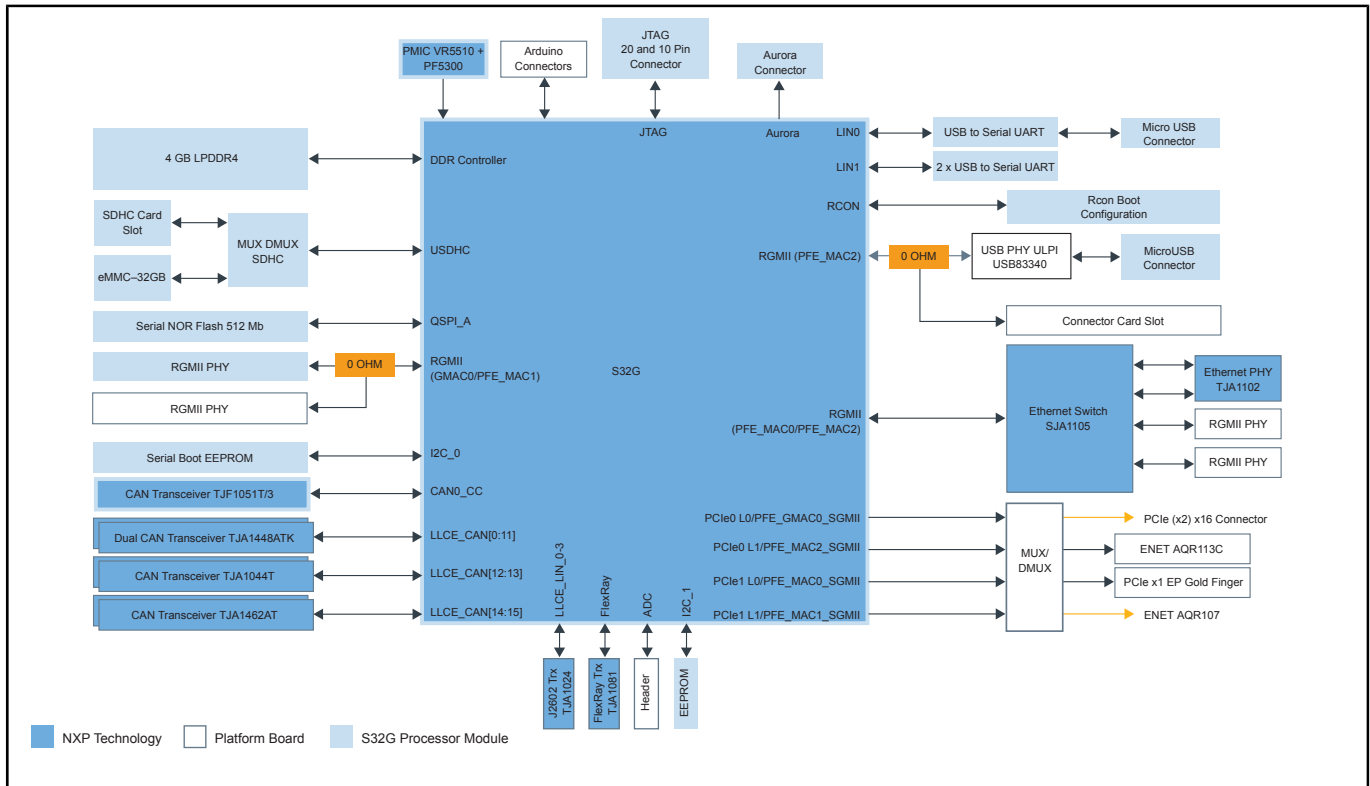 PMIC VR5510 +
PF5300
Arduino
Connectors
JTAG
20 and 10 Pin
Connector
Aurora
Connector
JTAG
Aurora
4 GB LPDDR4
DDR Controller
SDHC Card
Slot
eMMC–32GB
MUX DMUX
SDHC
USDHC
Serial NOR Flash 512 Mb
QSPI_A
RGMII PHY
0 OHM
RGMII
(GMAC0/PFE_MAC1)
RGMII PHY
S32G
Serial Boot EEPROM
I2C_0
CAN Transceiver TJF1051T/3
CAN0_CC
Dual CAN Transceiver TJA1448ATK
LLCE_CAN[0:11]
CAN Transceiver TJA1044T
LLCE_CAN[12:13]
CAN Transceiver TJA1462AT
LLCE_CAN[14:15]
LIN0
USB to Serial UART
Micro USB
Connector
LIN1
2 x USB to Serial UART
RCON
Rcon Boot
Configuration
RGMII (PFE_MAC2)
0 OHM
USB PHY ULPI
USB83340
MicroUSB
Connector
Connector Card Slot
RGMII
(PFE_MAC0/PFE_MAC2)
Ethernet Switch
SJA1105
Ethernet PHY
TJA1102
RGMII PHY
RGMII PHY
PCIe0 L0/PFE_GMAC0_SGMII
PCIe0 L1/PFE_MAC2_SGMII
PCIe1 L0/PFE_MAC0_SGMII
PCIe1 L1/PFE_MAC1_SGMII
MUX/
DMUX
PCIe (x2) x16 Connector
ENET AQR113C
PCIe x1 EP Gold Finger
ENET AQR107
LLCE_LIN_0-3
FlexRay
ADC
I2C_1
J2602 Trx
TJA1024
FlexRay Trx
TJA1081
Header
EEPROM
NXP Technology
Platform Board
S32G Processor Module